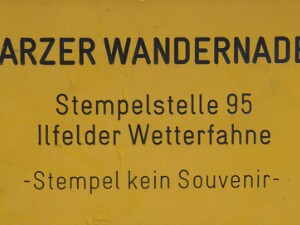 ARZER WANDERNADE
Stempelstelle 95
Ilfelder Wetterfahne
-Stempel kein Souvenir-